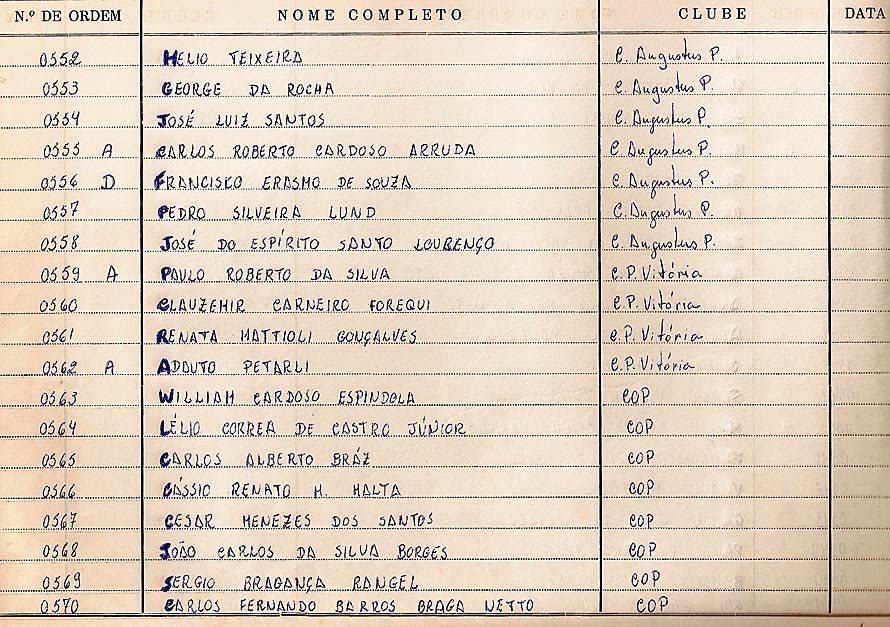 N.º DE ORDEM NOME COMPLETO CLUBE DATA
0552 HELIO TEIXEIRA C. Augustus P.
0553 GEORGE DA ROCHA C. Augustus P.
0554 JOSÉ LUIZ SANTOS C. Augustus P.
0555 A CARLOS ROBERTO CARDOSO ARRUDA C. Augustus P.
0556 D FRANCISCO ERASMO DE SOUZA C. Augustus P.
0557 PEDRO SILVEIRA LUND C. Augustus P.
0558 JOSÉ DO ESPÍRITO SANTO LOURENÇO C. Augustus P.
0559 A PAULO ROBERTO DA SILVA C.P. Vitória
0560 CLAUZEMIR CARNEIRO FOREQUI C.P. Vitória
0561 RENATA MATTIOLI GONÇALVES C.P. Vitória
0562 A ADAUTO PETARLI C.P. Vitória
0563 WILLIAM CARDOSO ESPINDOLA COP
0564 LÉLIO CORREA DE CASTRO JÚNIOR COP
0565 CARLOS ALBERTO BRÁZ COP
0566 CÁSSIO RENATO M. MALTA COP
0567 CESAR MENEZES DOS SANTOS COP
0568 JOÃO CARLOS DA SILVA BORGES COP
0569 SERGIO BRAGANÇA RANGEL COP
0570 CARLOS FERNANDO BARROS BRAGA NETTO COP